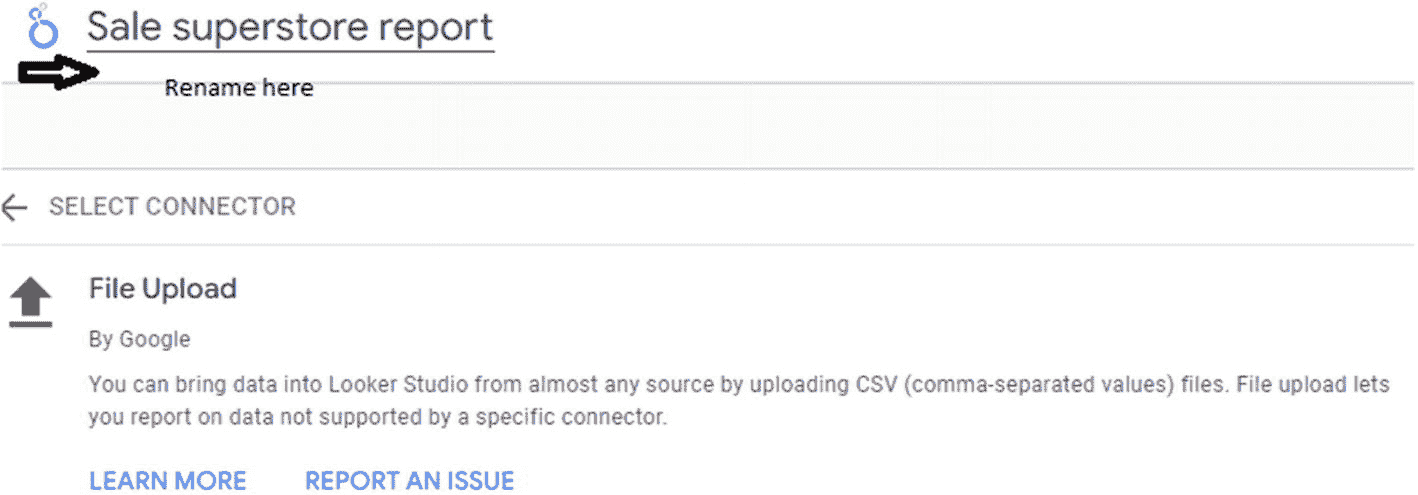 Sale superstore report
Rename here
SELECT CONNECTOR
File Upload
By Google
You can bring data into Looker Studio from almost any source by uploading CSV (comma-separated values) files. File upload lets
you report on data not supported by a specific connector.
LEARN MORE REPORT AN ISSUE